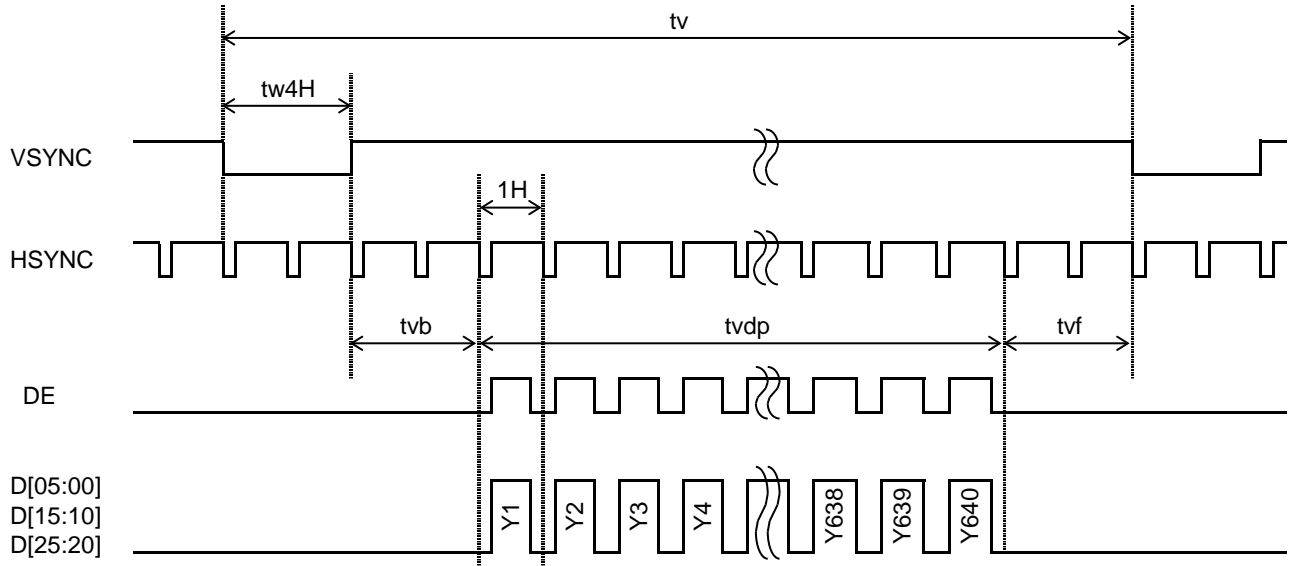 tv
tw4H
VSYNC
1H
HSYNC
tvb
tvdp
tvf
DE
D[05:00]
D[15:10]
D[25:20]
Y1
Y2
Y3
Y4
Y638
Y639
Y640